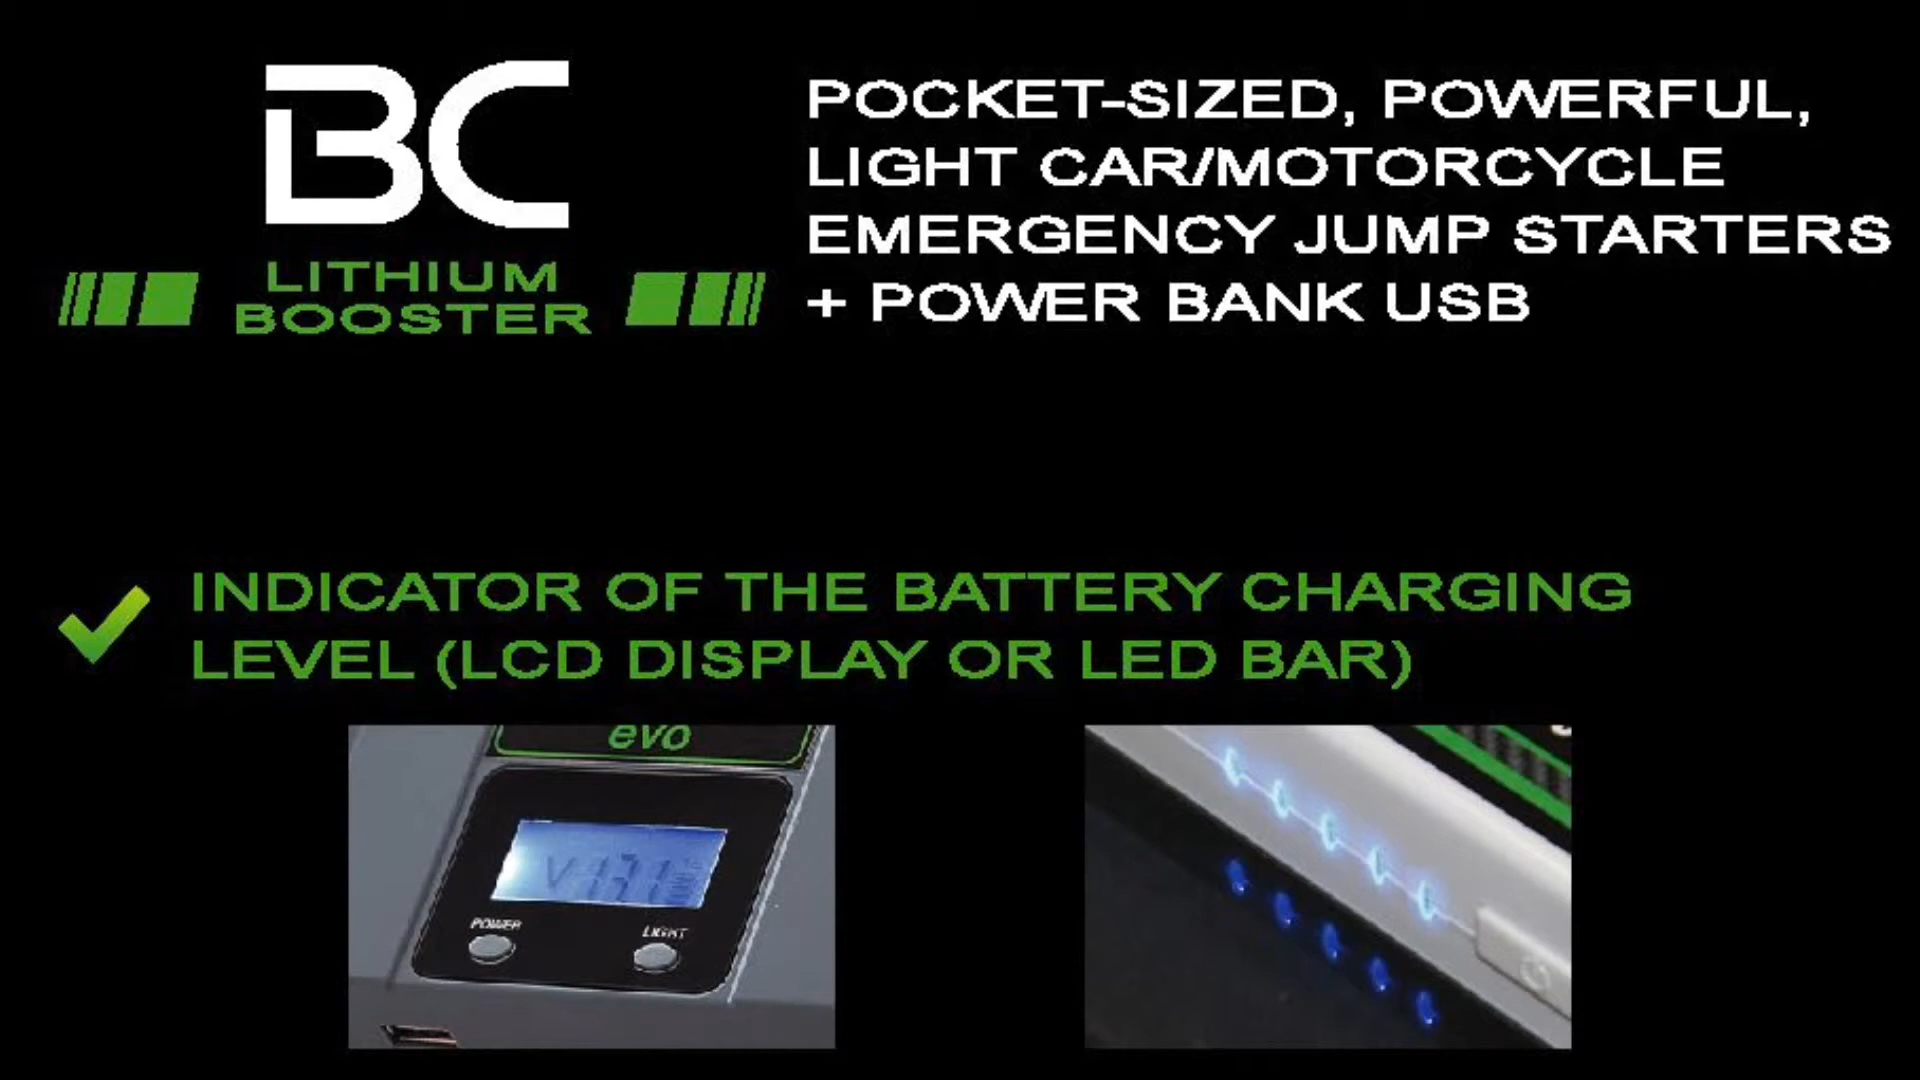 BC
LITHIUM
BOOSTER
POCKET-SIZED, POWERFUL,
LIGHT CAR/MOTORCYCLE
EMERGENCY JUMP STARTERS
+ POWER BANK USB
INDICATOR OF THE BATTERY CHARGING
LEVEL (LCD DISPLAY OR LED BAR)
evo
POWER
LIGHT